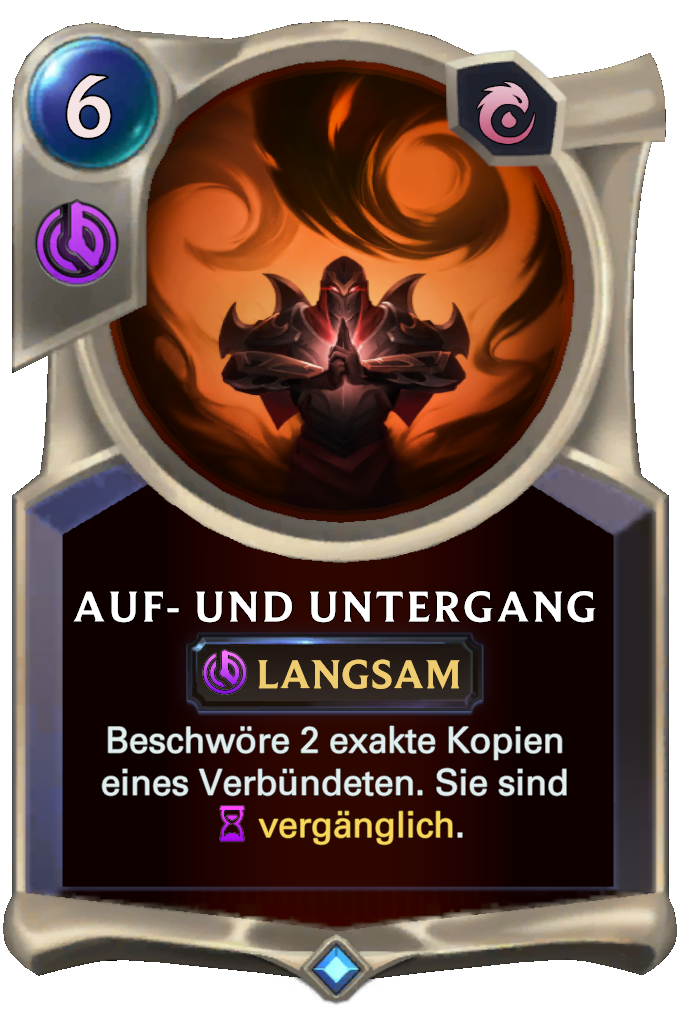 6
AUF- UND UNTERGANG
LANGSAM
Beschwöre 2 exakte Kopien
eines Verbündeten. Sie sind
vergänglich.